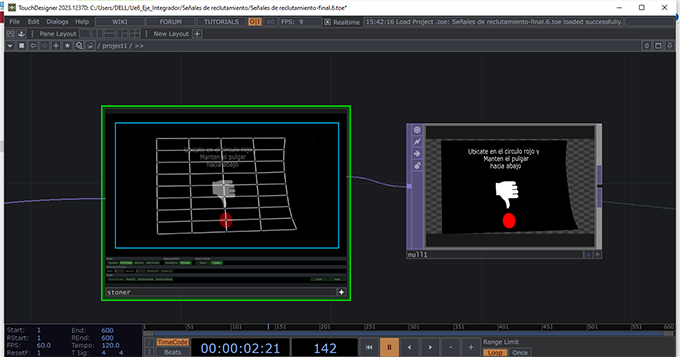 TouchDesigner 2023.12370: C:/Users/DELL/Ue6_Eje_Integrador/Señales de reclutamiento/Señales de reclutamiento-final.6.toe*
File Edit Dialogs Help WIKI FORUM TUTORIALS OII 60 FPS: 9 Realtime 15:42:16 Load Project .toe: Señales de reclutamiento-final.6.toe loaded successfully.
Pane Layout New Layout +
/ project1 / >>
Ubicate en el circulo rojo
Manten el pulgar
hacia abajo
stoner
Ubicate en el circulo rojo y
Manten el pulgar
hacia abajo
null1
Start: 1 End: 600
RStart: 1 REnd: 600
FPS: 60.0 Tempo: 120.0
ResetF: 1 T Sig: 4 4
1 51 101 151 201 251 301 351 401 451 501 551 600
TimeCode
Beats
00:00:02:21
142
Range Limit
Loop Once